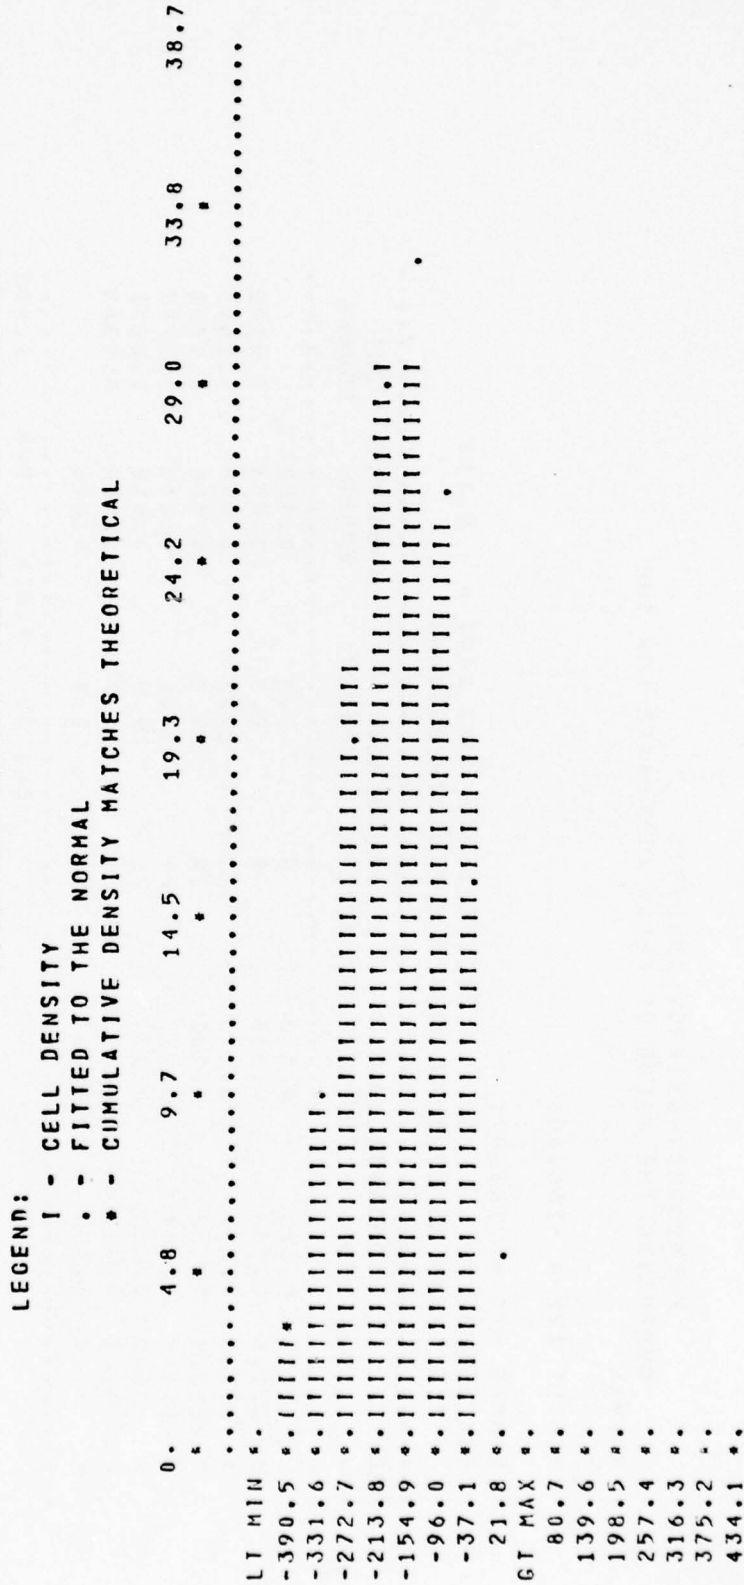 LEGEND:
I - CELL DENSITY
. - FITTED TO THE NORMAL
* - CUMULATIVE DENSITY MATCHES THEORETICAL
0. 4.8 9.7 14.5 19.3 24.2 29.0 33.8 38.7
LT MIN
-390.5
-331.6
-272.7
-213.8
-154.9
-96.0
-37.1
21.8
GT MAX
80.7
139.6
198.5
257.4
316.3
375.2
434.1